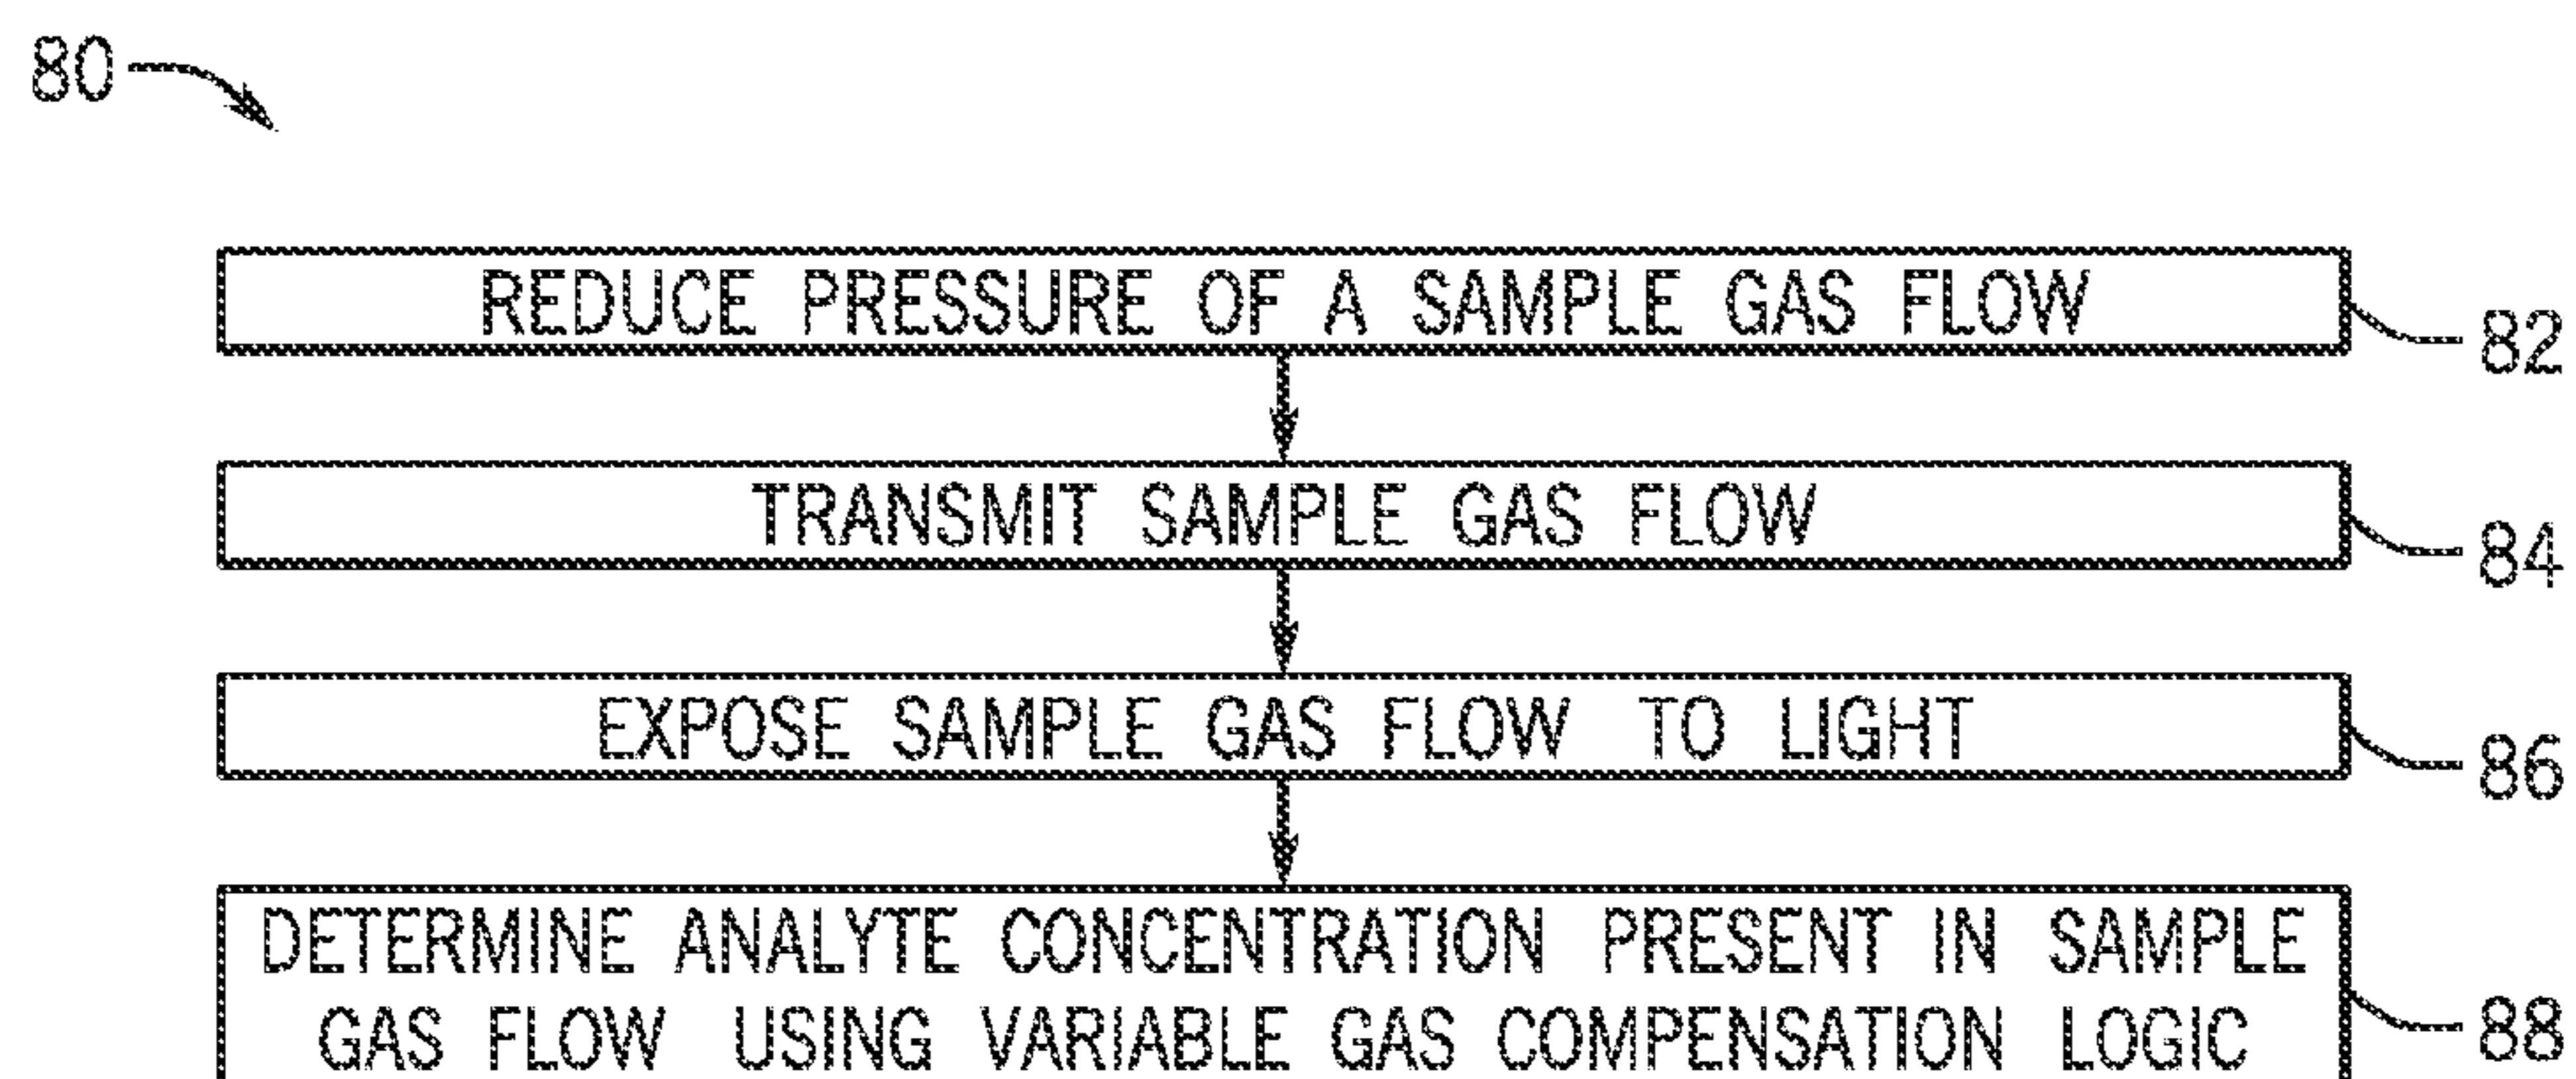 80
REDUCE PRESSURE OF A SAMPLE GAS FLOW
82
TRANSMIT SAMPLE GAS FLOW
84
EXPOSE SAMPLE GAS FLOW TO LIGHT
86
DETERMINE ANALYTE CONCENTRATION PRESENT IN SAMPLE
GAS FLOW USING VARIABLE GAS COMPENSATION LOGIC
88